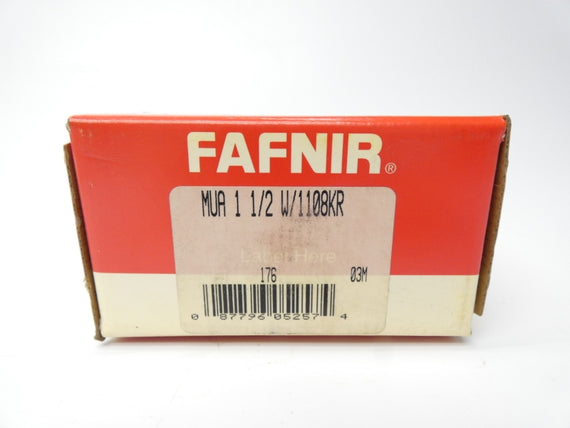 FAFNIR®
MUA 1 1/2 W/1108KR
Label Here
176 03M
0 87796 05257 4